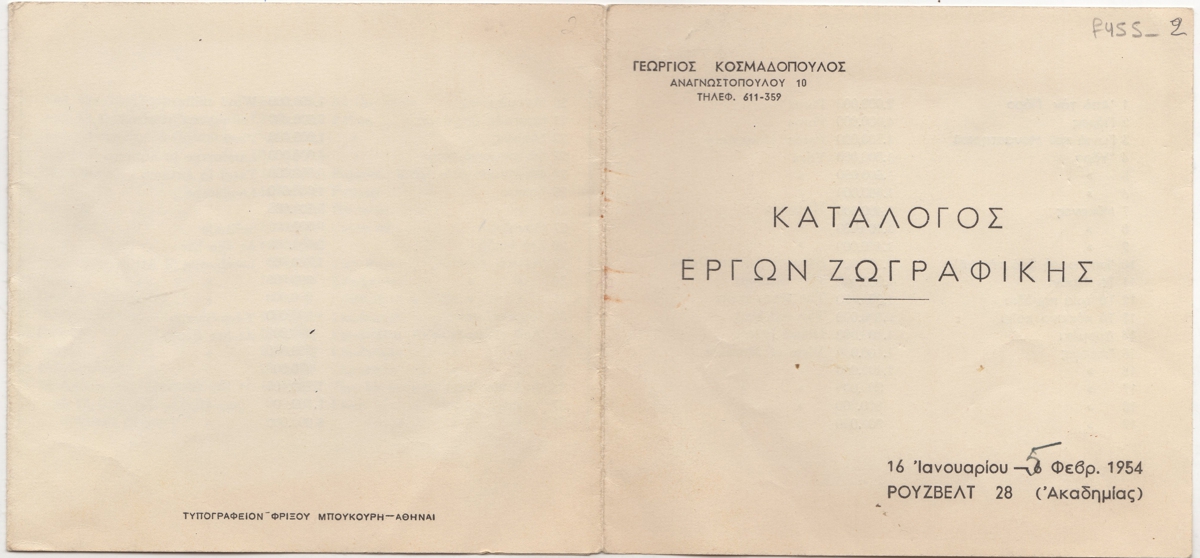 ΤΥΠΟΓΡΑΦΕΙΟΝ ΦΡΙΞΟΥ ΜΠΟΥΚΟΥΡΗ—ΑΘΗΝΑΙ
ΓΕΩΡΓΙΟΣ ΚΟΣΜΑΔΟΠΟΥΛΟΣ
ΑΝΑΓΝΩΣΤΟΠΟΥΛΟΥ 10
ΤΗΛΕΦ. 611-359
ΚΑΤΑΛΟΓΟΣ
ΕΡΓΩΝ ΖΩΓΡΑΦΙΚΗΣ
16 Ἰανουαρίου — 5 Φεβρ. 1954
ΡΟΥΖΒΕΛΤ 28 (Ἀκαδημίας)